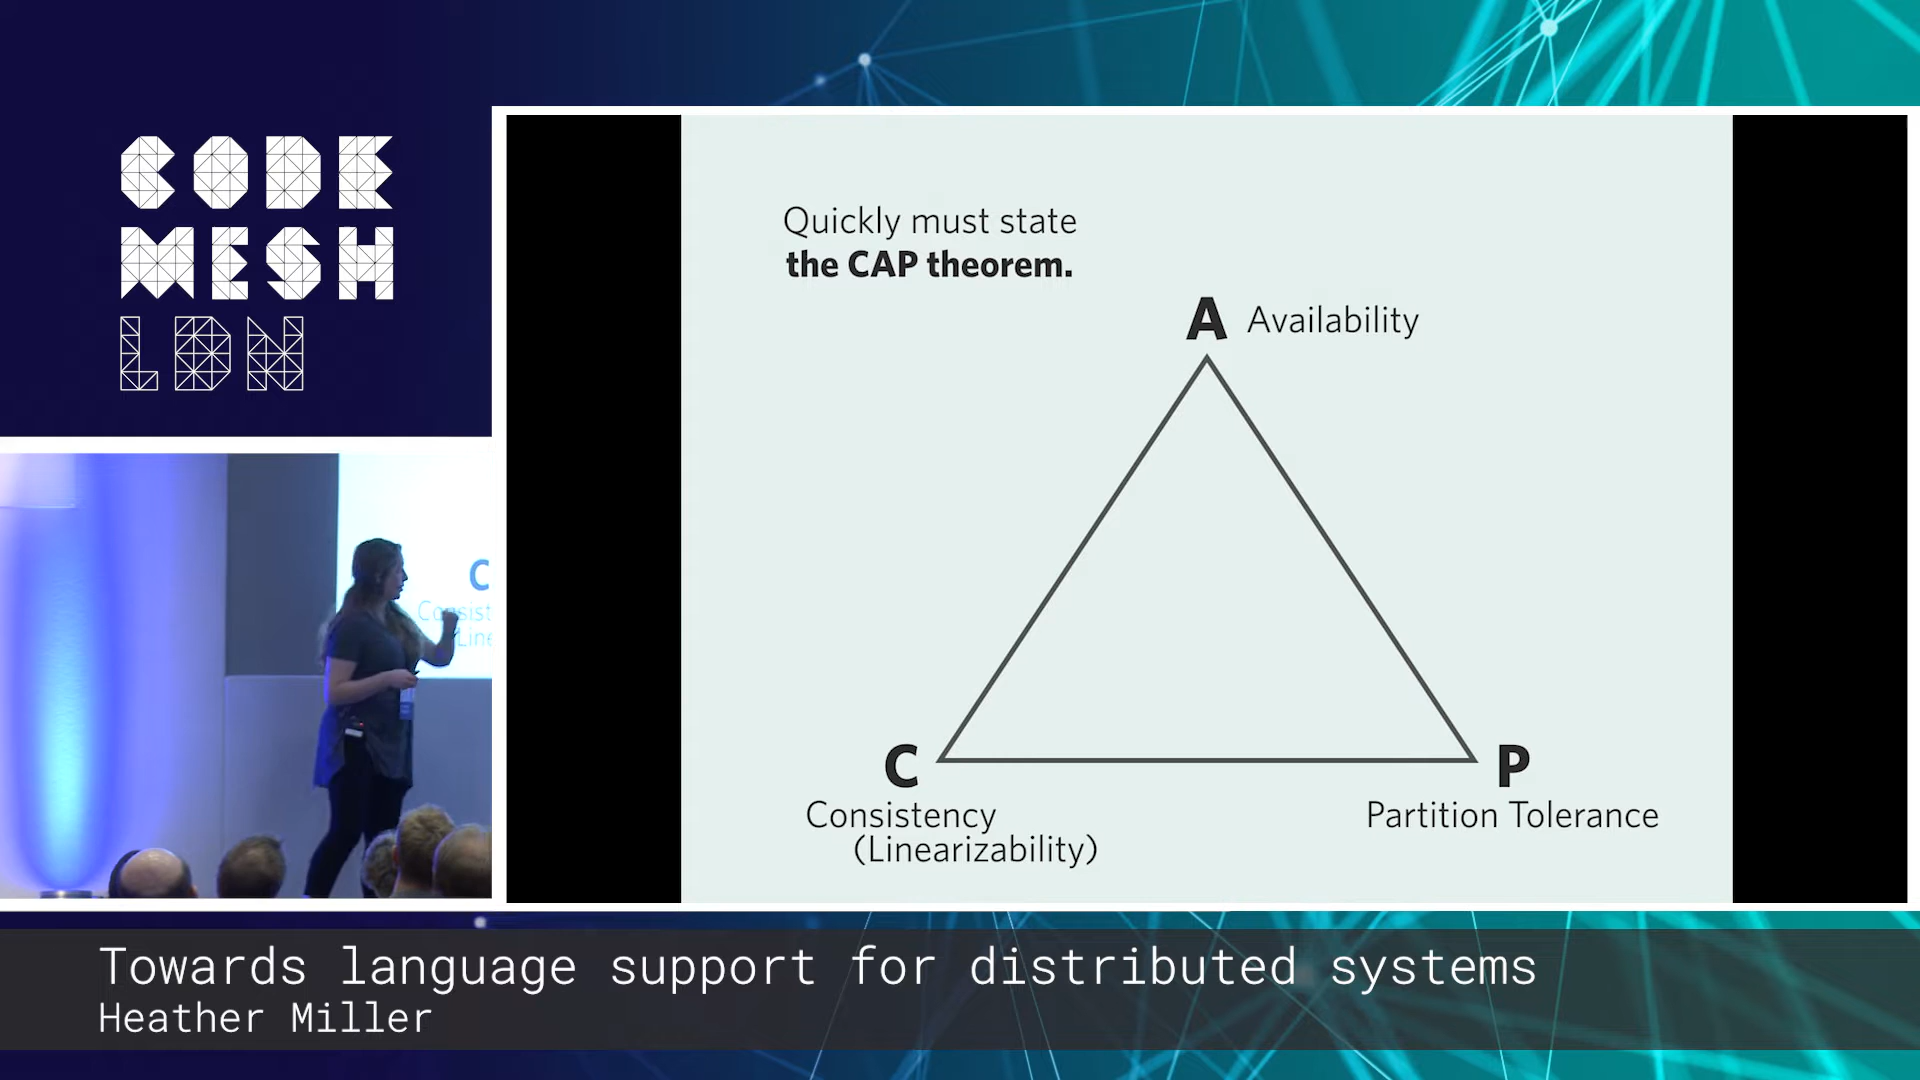 CODE
MESH
LDN
Quickly must state
the CAP theorem.
A Availability
C
Consistency
(Linearizability)
P
Partition Tolerance
C
Towards language support for distributed systems
Heather Miller